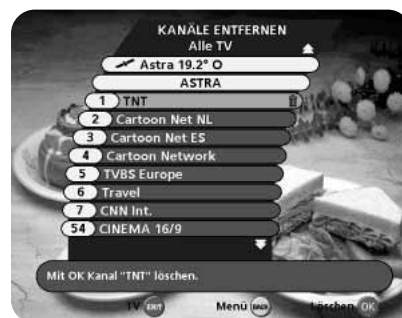 KANÄLE ENTFERNEN
Alle TV
Astra 19.2° O
ASTRA
1 TNT
2 Cartoon Net NL
3 Cartoon Net ES
4 Cartoon Network
5 TVBS Europe
6 Travel
7 CNN Int.
54 CINEMA 16/9
Mit OK Kanal "TNT" löschen.
TV EXIT Menü BACK Löschen OK